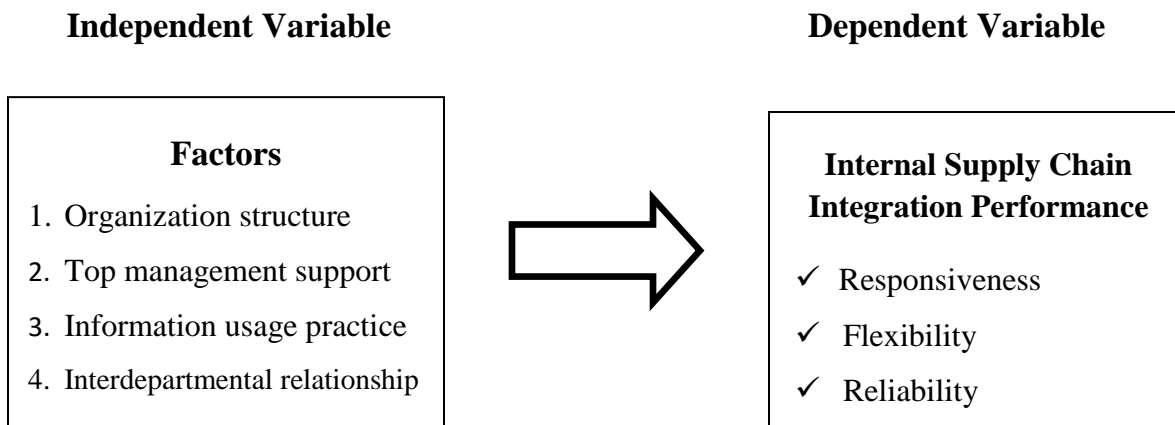 Independent Variable
Dependent Variable
Factors
1. Organization structure
2. Top management support
3. Information usage practice
4. Interdepartmental relationship
Internal Supply Chain
Integration Performance
✓ Responsiveness
✓ Flexibility
✓ Reliability